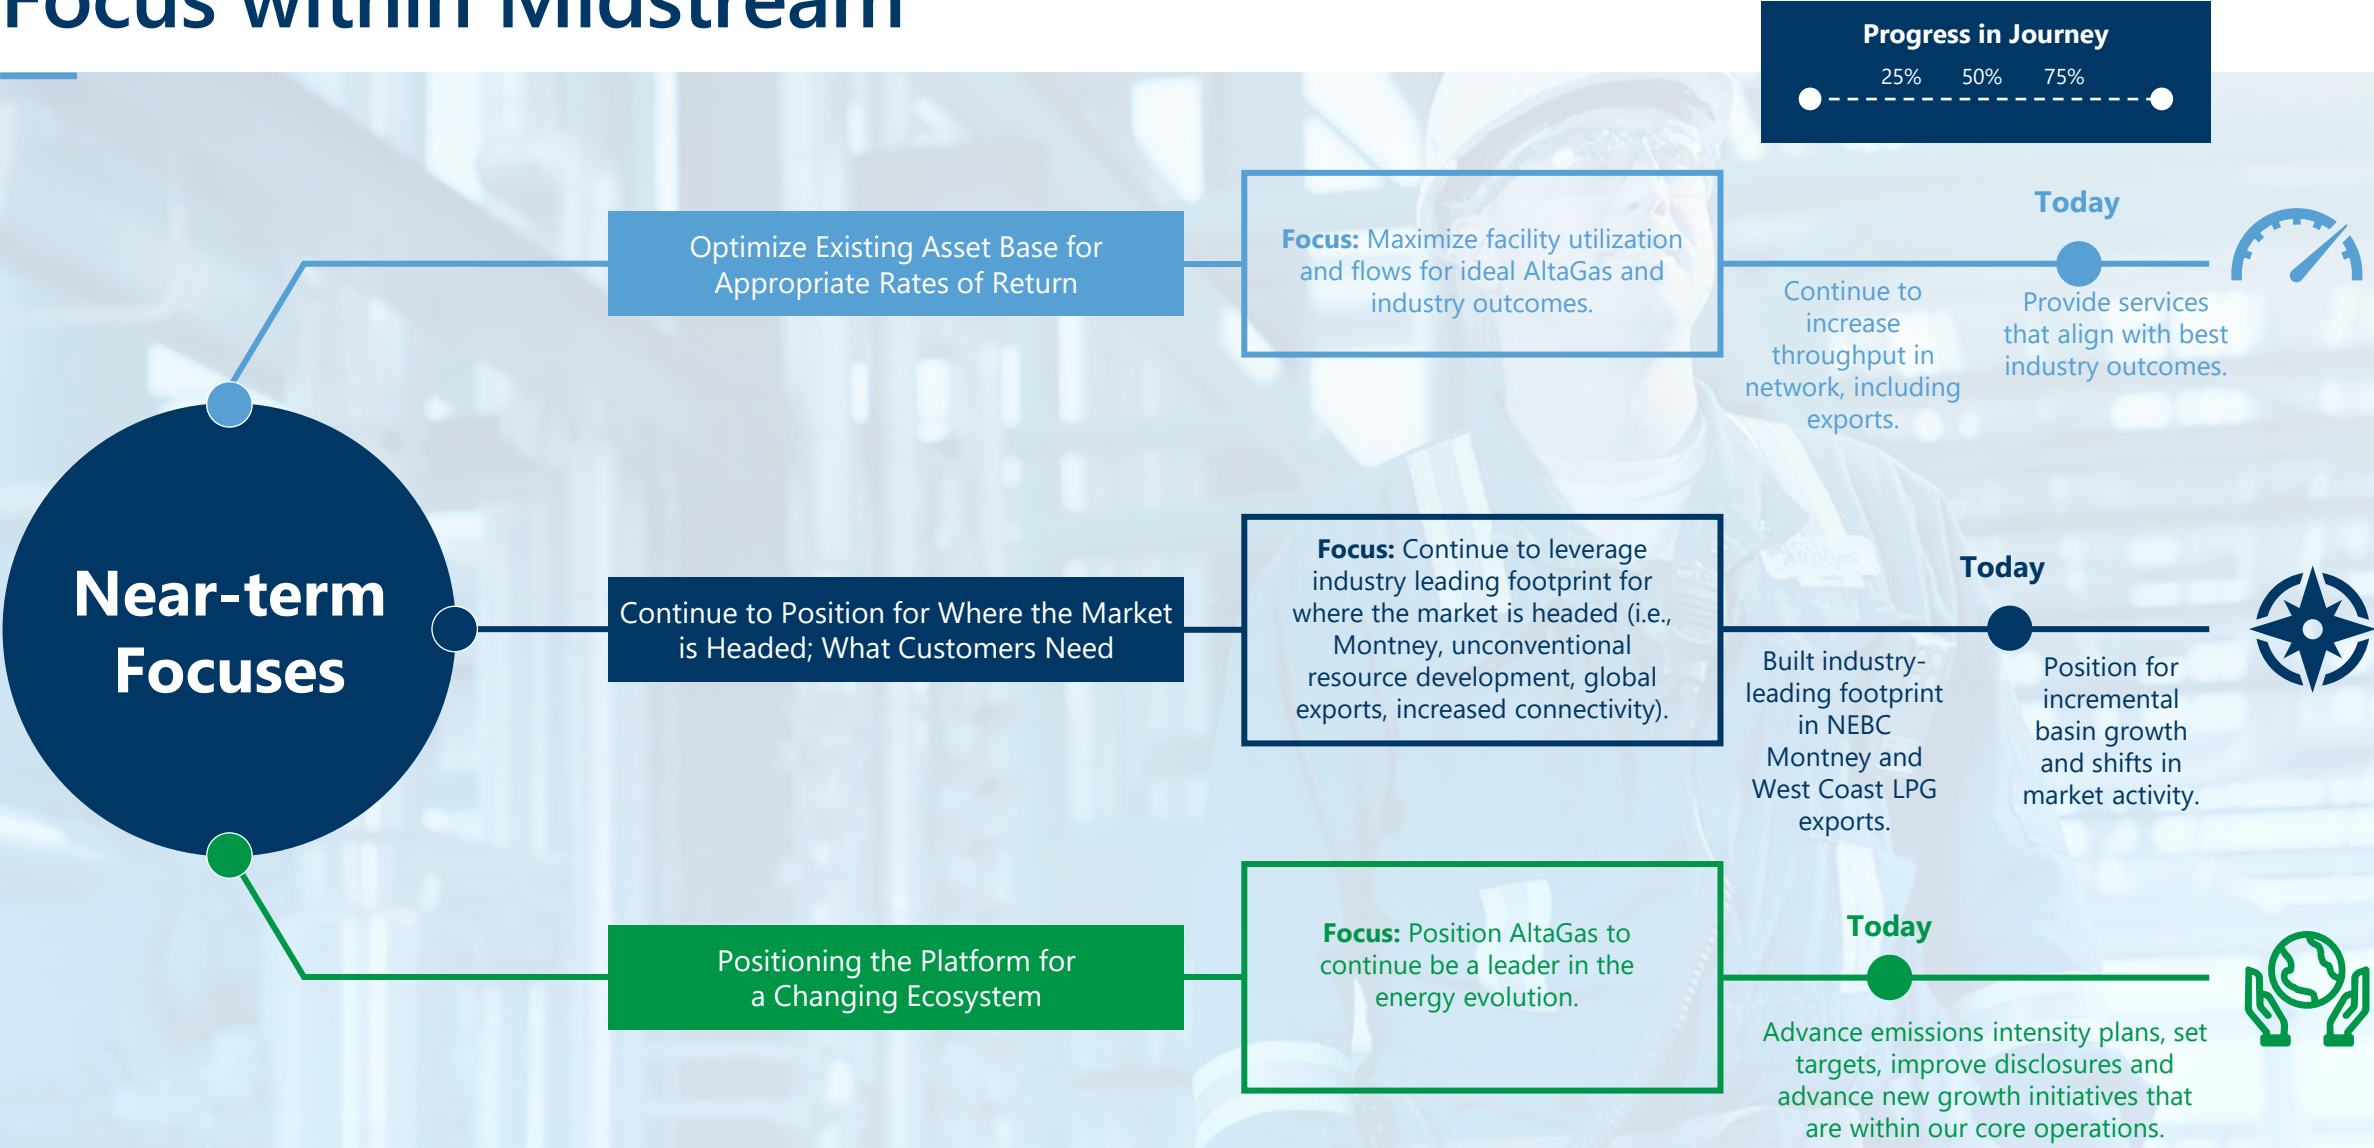 Focus within Midstream
Progress in Journey
25% 50% 75%
Near-term
Focuses
Optimize Existing Asset Base for
Appropriate Rates of Return
Focus: Maximize facility utilization
and flows for ideal AltaGas and
industry outcomes.
Today
Continue to
increase
throughput in
network, including
exports.
Provide services
that align with best
industry outcomes.
Continue to Position for Where the Market
is Headed; What Customers Need
Focus: Continue to leverage
industry leading footprint for
where the market is headed (i.e.,
Montney, unconventional
resource development, global
exports, increased connectivity).
Today
Built industry-
leading footprint
in NEBC
Montney and
West Coast LPG
exports.
Position for
incremental
basin growth
and shifts in
market activity.
Positioning the Platform for
a Changing Ecosystem
Focus: Position AltaGas to
continue be a leader in the
energy evolution.
Today
Advance emissions intensity plans, set
targets, improve disclosures and
advance new growth initiatives that
are within our core operations.
AltaGas